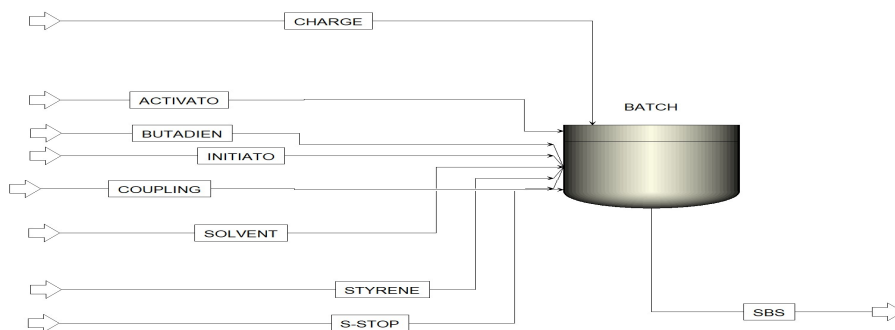 CHARGE
ACTIVATO
BATCH
BUTADIEN
INITIATO
COUPLING
SOLVENT
STYRENE
SBS
S-STOP